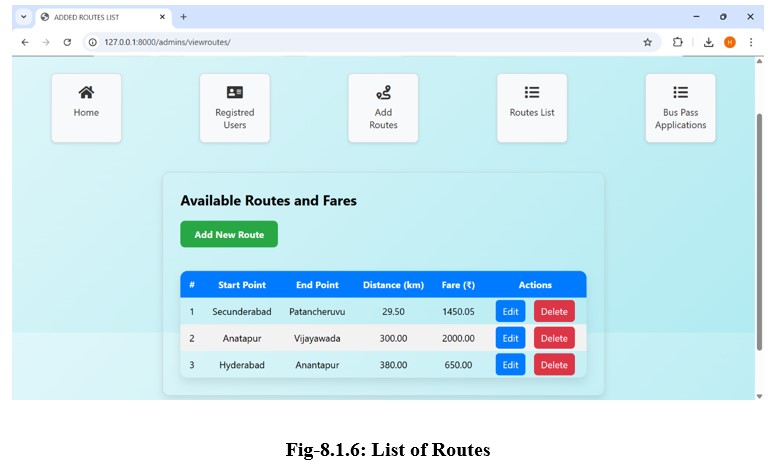 ADDED ROUTES LIST
127.0.0.1:8000/admins/viewroutes/
H
Home
Registred
Users
Add
Routes
Routes List
Bus Pass
Applications
Available Routes and Fares
Add New Route
# Start Point End Point Distance (km) Fare (₹) Actions
1 Secunderabad Patancheruvu 29.50 1450.05 Edit Delete
2 Anatapur Vijayawada 300.00 2000.00 Edit Delete
3 Hyderabad Anantapur 380.00 650.00 Edit Delete
Fig-8.1.6: List of Routes